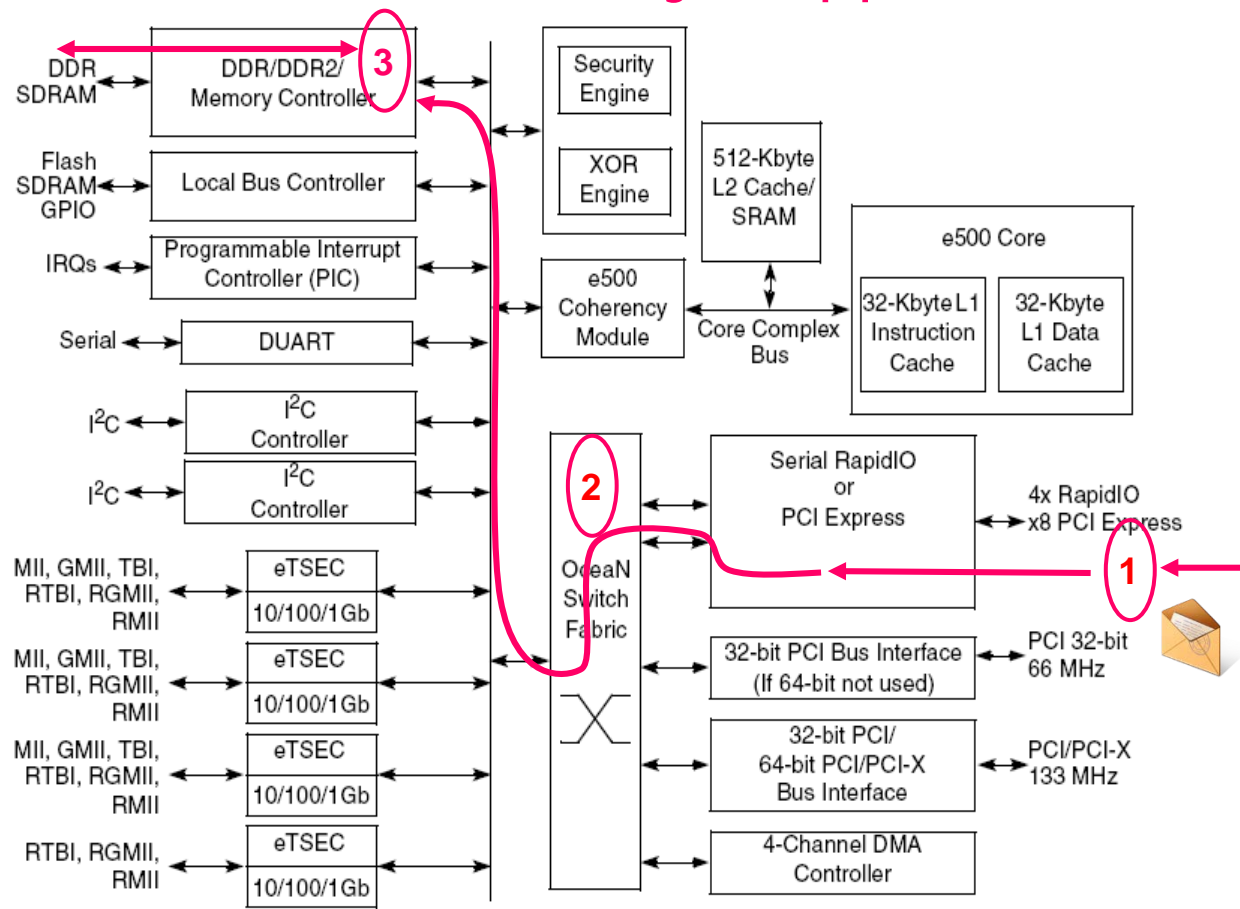 3
DDR
SDRAM
DDR/DDR2/
Memory Controller
Flash
SDRAM
GPIO
Local Bus Controller
IRQs
Programmable Interrupt
Controller (PIC)
Serial
DUART
I²C
I²C
Controller
I²C
I²C
Controller
MII, GMII, TBI,
RTBI, RGMII,
RMII
eTSEC
10/100/1Gb
MII, GMII, TBI,
RTBI, RGMII,
RMII
eTSEC
10/100/1Gb
MII, GMII, TBI,
RTBI, RGMII,
RMII
eTSEC
10/100/1Gb
RTBI, RGMII,
RMII
eTSEC
10/100/1Gb
Security
Engine
XOR
Engine
512-Kbyte
L2 Cache/
SRAM
e500
Coherency
Module
Core Complex
Bus
e500 Core
32-Kbyte L1
Instruction
Cache
32-Kbyte
L1 Data
Cache
2
OceaN
Switch
Fabric
Serial RapidIO
or
PCI Express
4x RapidIO
x8 PCI Express
1
32-bit PCI Bus Interface
(If 64-bit not used)
PCI 32-bit
66 MHz
32-bit PCI/
64-bit PCI/PCI-X
Bus Interface
PCI/PCI-X
133 MHz
4-Channel DMA
Controller